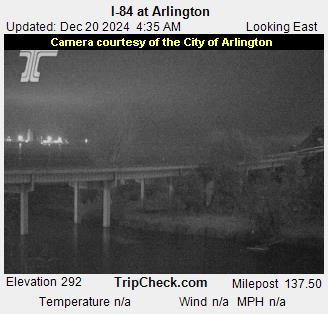 I-84 at Arlington
Updated: Dec 20 2024 4:35 AM Looking East
Camera courtesy of the City of Arlington
Elevation 292 TripCheck.com Milepost 137.50
Temperature n/a Wind n/a MPH n/a